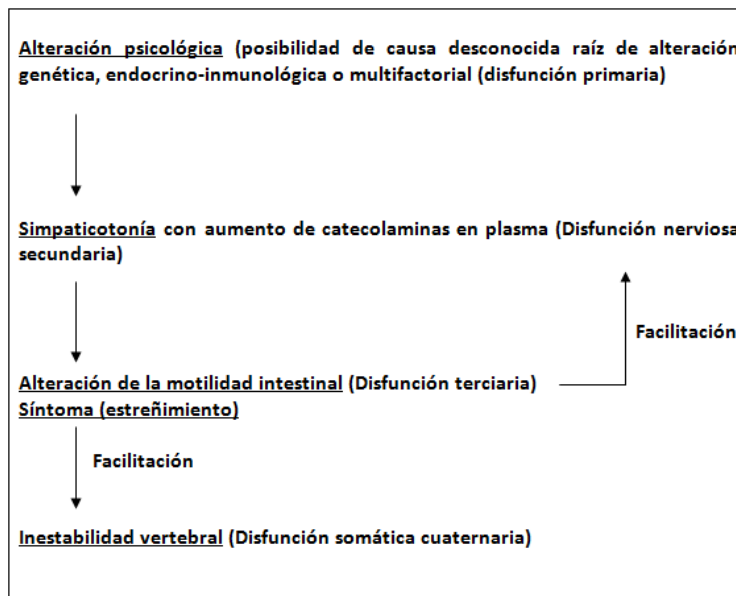 Alteración psicológica (posibilidad de causa desconocida raíz de alteración
genética, endocrino-inmunológica o multifactorial (disfunción primaria)
Simpaticotonía con aumento de catecolaminas en plasma (Disfunción nerviosa
secundaria)
Facilitación
Alteración de la motilidad intestinal (Disfunción terciaria)
Síntoma (estreñimiento)
Facilitación
Inestabilidad vertebral (Disfunción somática cuaternaria)